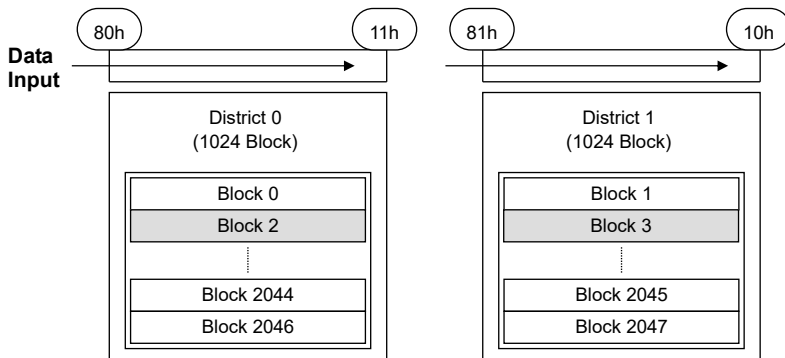 80h
11h
81h
10h
Data
Input
District 0
(1024 Block)
Block 0
Block 2
Block 2044
Block 2046
District 1
(1024 Block)
Block 1
Block 3
Block 2045
Block 2047